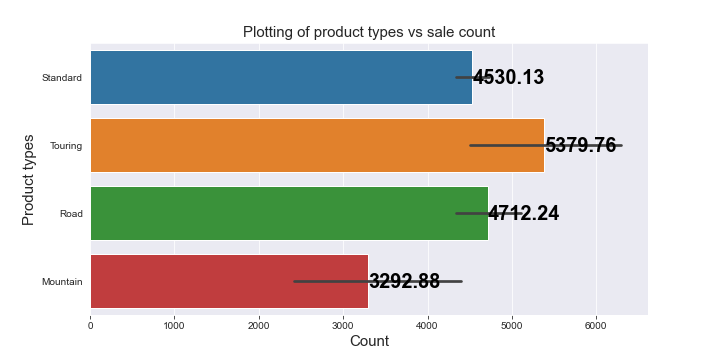 Plotting of product types vs sale count
Product types
Standard
4530.13
Touring
5379.76
Road
4712.24
Mountain
3292.88
0 1000 2000 3000 4000 5000 6000
Count